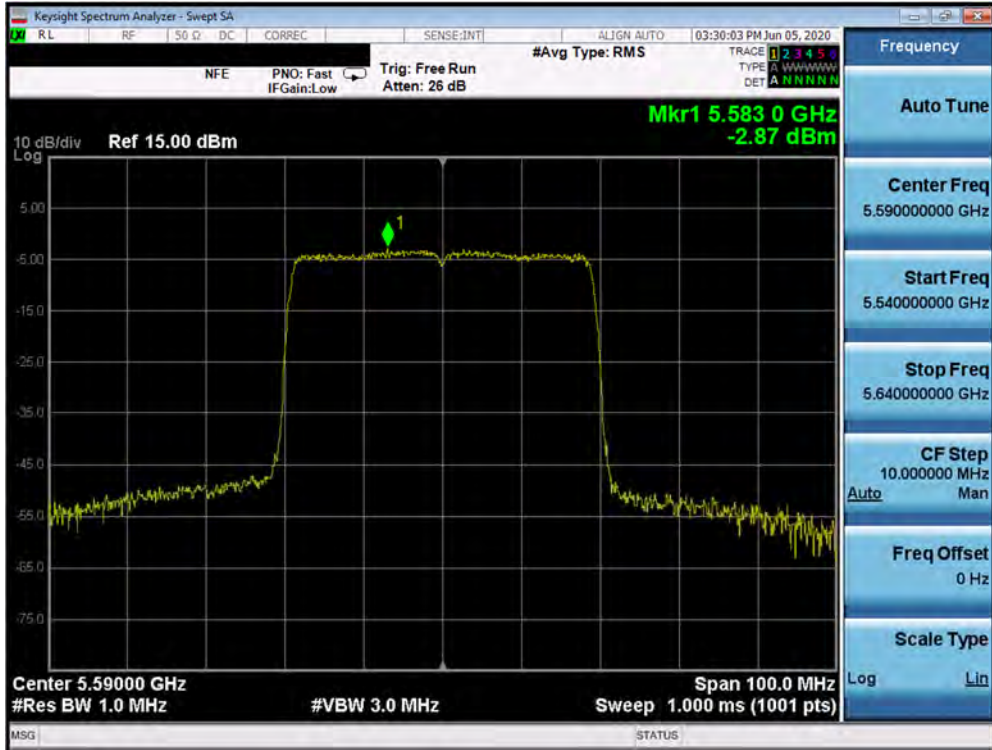 Keysight Spectrum Analyzer - Swept SA
LXI RL RF 50 Ω DC CORREC SENSE:INT ALIGN AUTO 03:30:03 PM Jun 05, 2020
NFE PNO: Fast Trig: Free Run #Avg Type: RMS TRACE 1 2 3 4 5 6
IFGain:Low Atten: 26 dB TYPE A WWWWW
DET A N N N N N
Mkr1 5.583 0 GHz
-2.87 dBm
10 dB/div Ref 15.00 dBm
Log
1
5.00
-5.00
-15.0
-25.0
-35.0
-45.0
-55.0
-65.0
-75.0
Center 5.59000 GHz Span 100.0 MHz
#Res BW 1.0 MHz #VBW 3.0 MHz Sweep 1.000 ms (1001 pts)
MSG STATUS
Frequency
Auto Tune
Center Freq
5.590000000 GHz
Start Freq
5.540000000 GHz
Stop Freq
5.640000000 GHz
CF Step
10.000000 MHz
Auto Man
Freq Offset
0 Hz
Scale Type
Log Lin